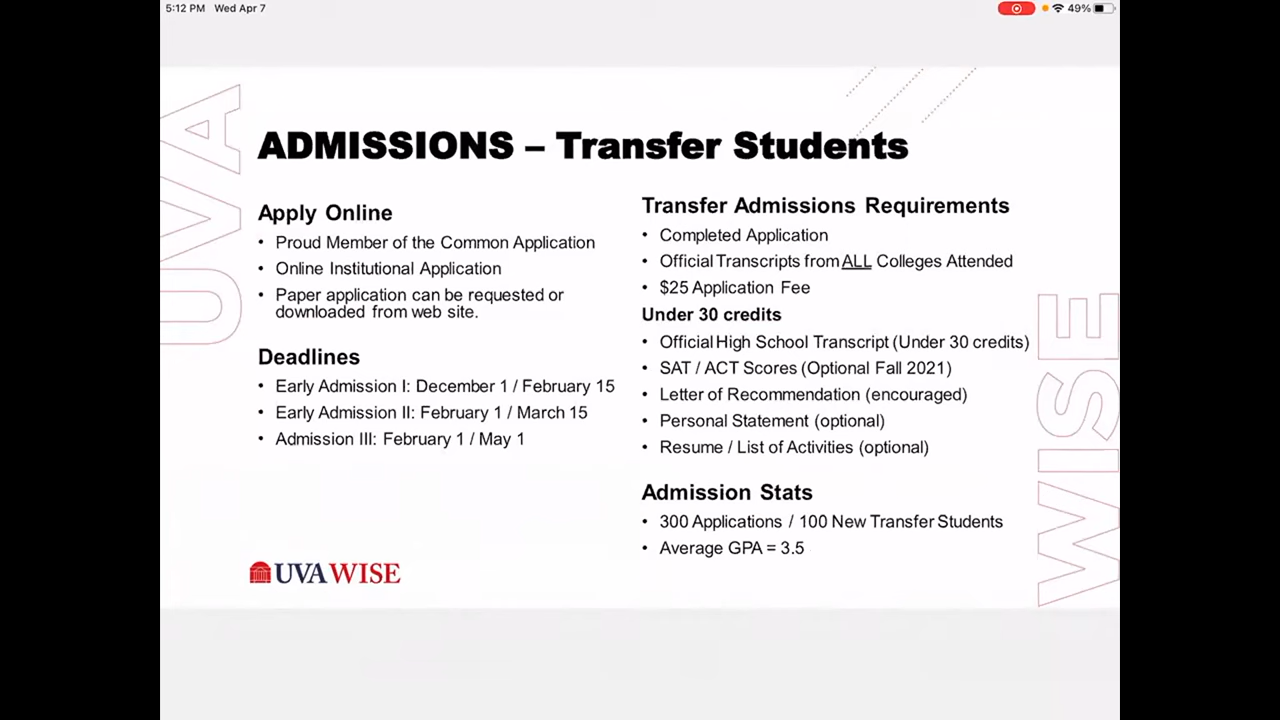 5:12 PM Wed Apr 7
49%
UVA
ADMISSIONS – Transfer Students
Apply Online
• Proud Member of the Common Application
• Online Institutional Application
• Paper application can be requested or
downloaded from web site.
Deadlines
• Early Admission I: December 1 / February 15
• Early Admission II: February 1 / March 15
• Admission III: February 1 / May 1
UVA WISE
Transfer Admissions Requirements
• Completed Application
• Official Transcripts from ALL Colleges Attended
• $25 Application Fee
Under 30 credits
• Official High School Transcript (Under 30 credits)
• SAT / ACT Scores (Optional Fall 2021)
• Letter of Recommendation (encouraged)
• Personal Statement (optional)
• Resume / List of Activities (optional)
Admission Stats
• 300 Applications / 100 New Transfer Students
• Average GPA = 3.5
WISE